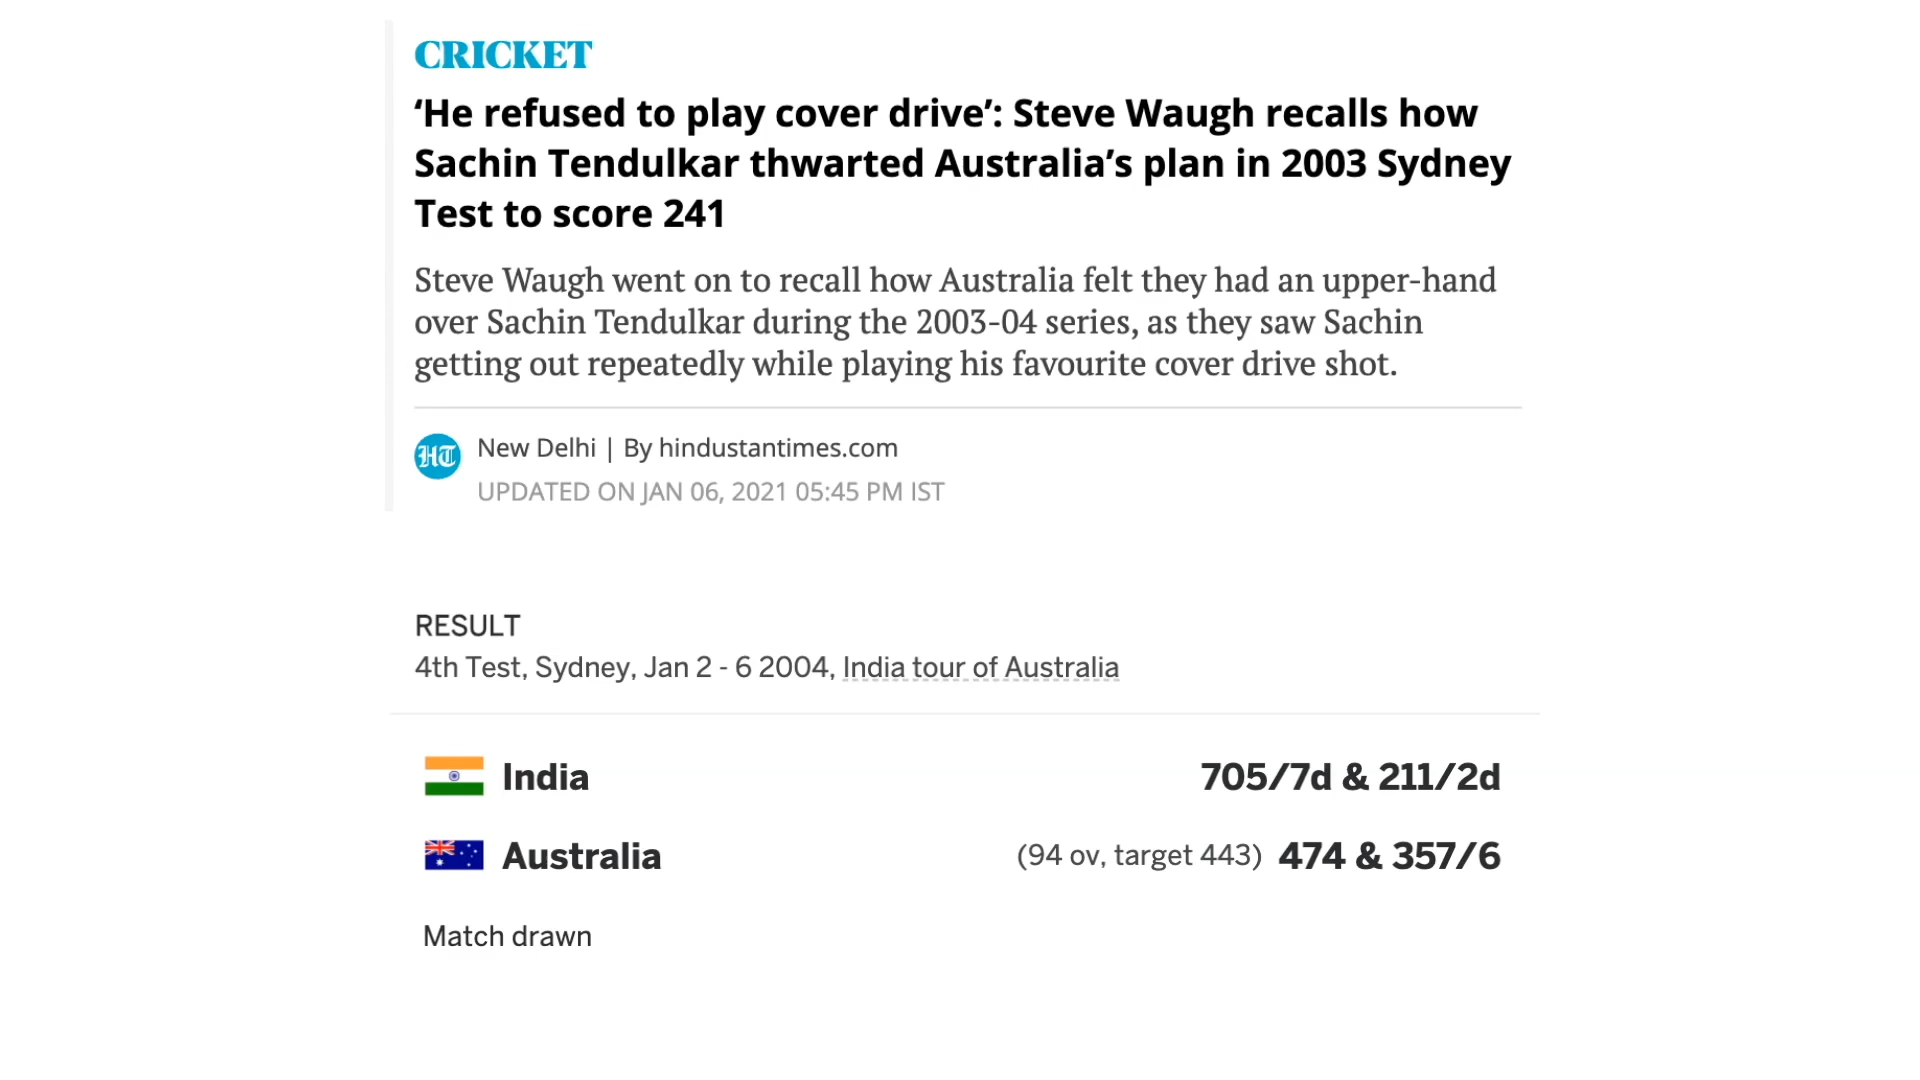 CRICKET
‘He refused to play cover drive’: Steve Waugh recalls how
Sachin Tendulkar thwarted Australia’s plan in 2003 Sydney
Test to score 241
Steve Waugh went on to recall how Australia felt they had an upper-hand
over Sachin Tendulkar during the 2003-04 series, as they saw Sachin
getting out repeatedly while playing his favourite cover drive shot.
HT
New Delhi | By hindustantimes.com
UPDATED ON JAN 06, 2021 05:45 PM IST
RESULT
4th Test, Sydney, Jan 2 - 6 2004, India tour of Australia
India 705/7d & 211/2d
Australia (94 ov, target 443) 474 & 357/6
Match drawn